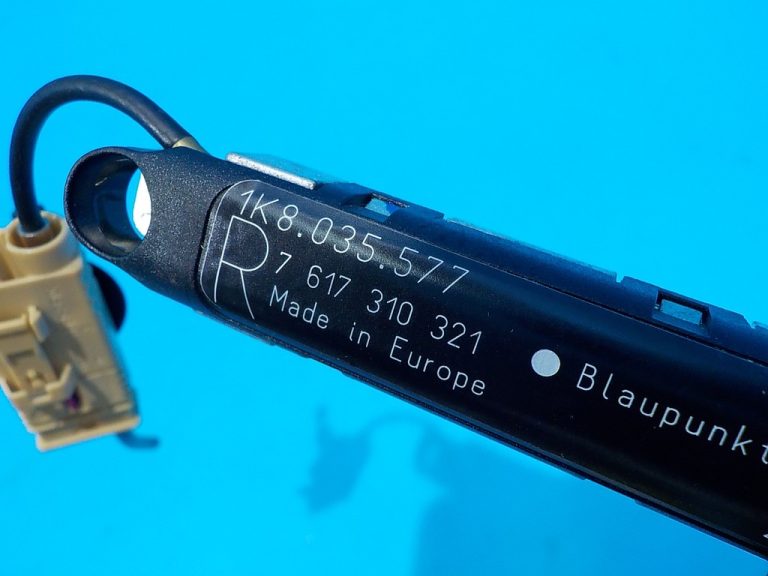 1K8.035.577
R
7 617 310 321
Made in Europe
Blaupunkt